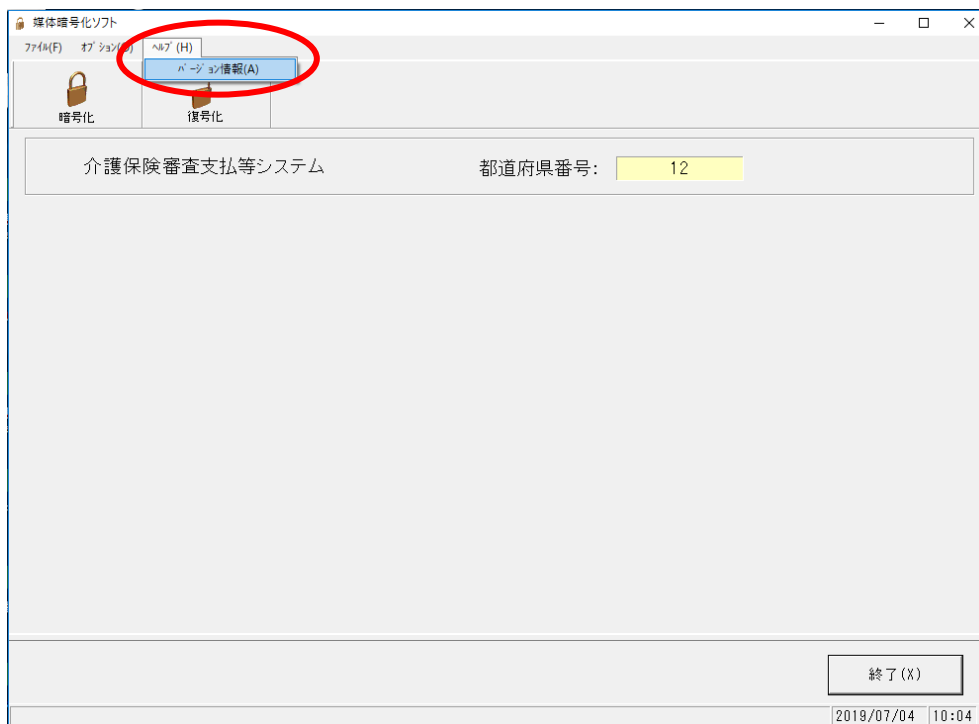 媒体暗号化ソフト
ﾌｧｲﾙ(F) ｵﾌﾟｼｮﾝ(O) ﾍﾙﾌﾟ(H)
ﾊﾞｰｼﾞｮﾝ情報(A)
暗号化 復号化
介護保険審査支払等システム 都道府県番号: 12
終了(X)
2019/07/04 10:04